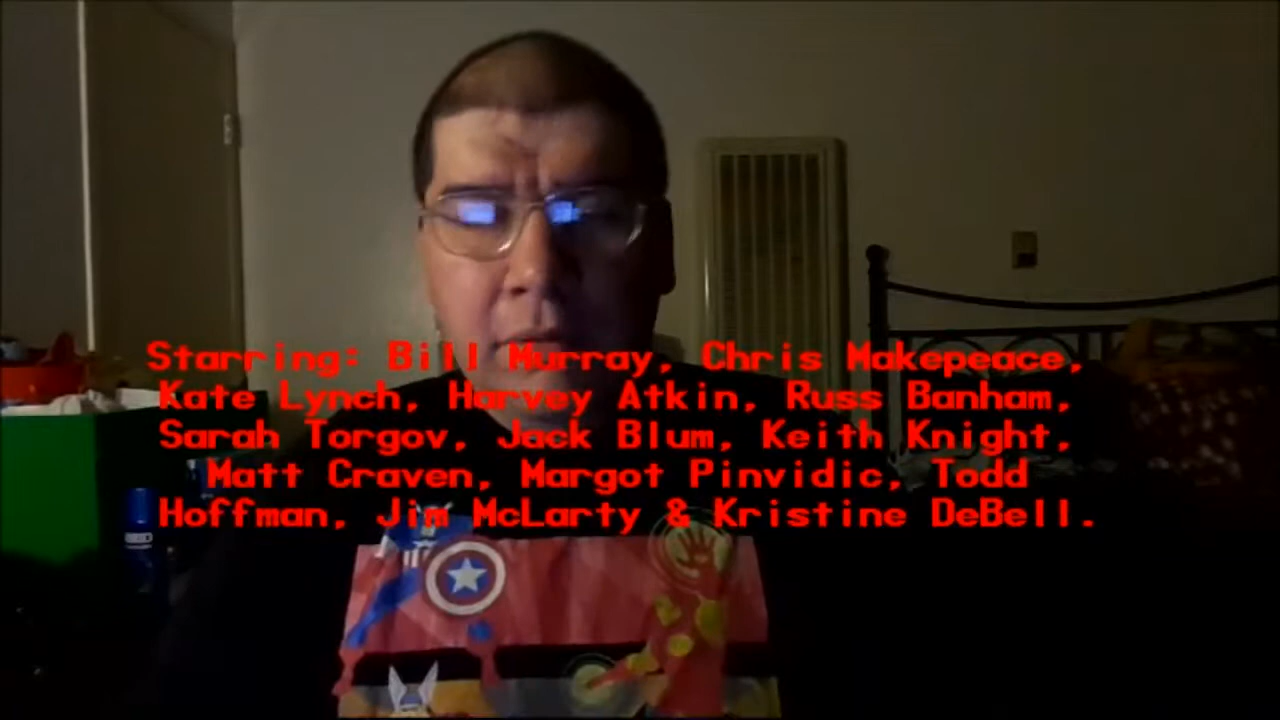 Starring: Bill Murray, Chris Makepeace,
Kate Lynch, Harvey Atkin, Russ Banham,
Sarah Torgov, Jack Blum, Keith Knight,
Matt Craven, Margot Pinvidic, Todd
Hoffman, Jim McLarty & Kristine DeBell.